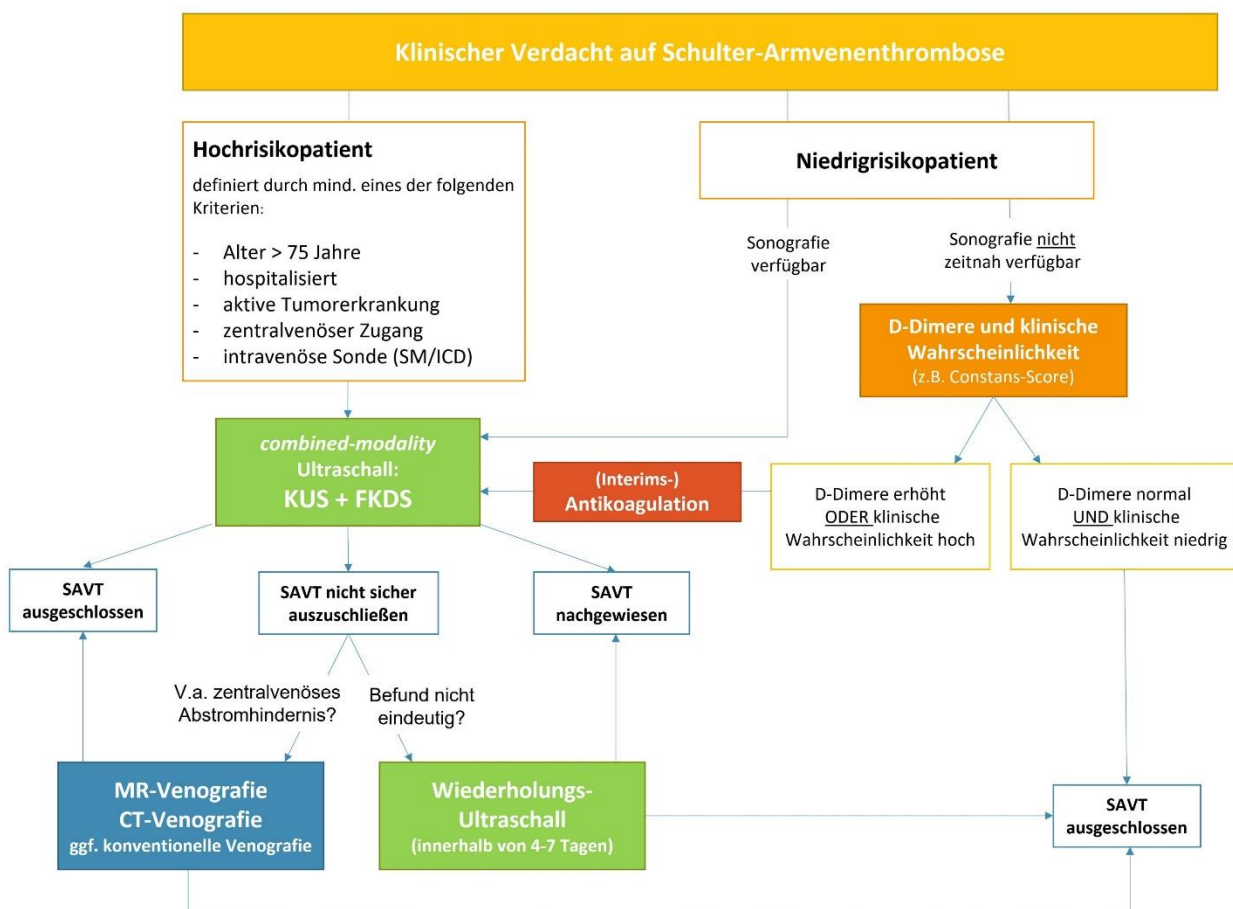 Klinischer Verdacht auf Schulter-Armvenenthrombose
Hochrisikopatient
definiert durch mind. eines der folgenden
Kriterien:
- Alter > 75 Jahre
- hospitalisiert
- aktive Tumorerkrankung
- zentralvenöser Zugang
- intravenöse Sonde (SM/ICD)
Niedrigrisikopatient
Sonografie
verfügbar
Sonografie nicht
zeitnah verfügbar
D-Dimere und klinische
Wahrscheinlichkeit
(z.B. Constans-Score)
combined-modality
Ultraschall:
KUS + FKDS
(Interims-)
Antikoagulation
D-Dimere erhöht
ODER klinische
Wahrscheinlichkeit hoch
D-Dimere normal
UND klinische
Wahrscheinlichkeit niedrig
SAVT
ausgeschlossen
SAVT nicht sicher
auszuschließen
SAVT
nachgewiesen
V.a. zentralvenöses
Abstromhindernis?
Befund nicht
eindeutig?
MR-Venografie
CT-Venografie
ggf. konventionelle Venografie
Wiederholungs-
Ultraschall
(innerhalb von 4-7 Tagen)
SAVT
ausgeschlossen